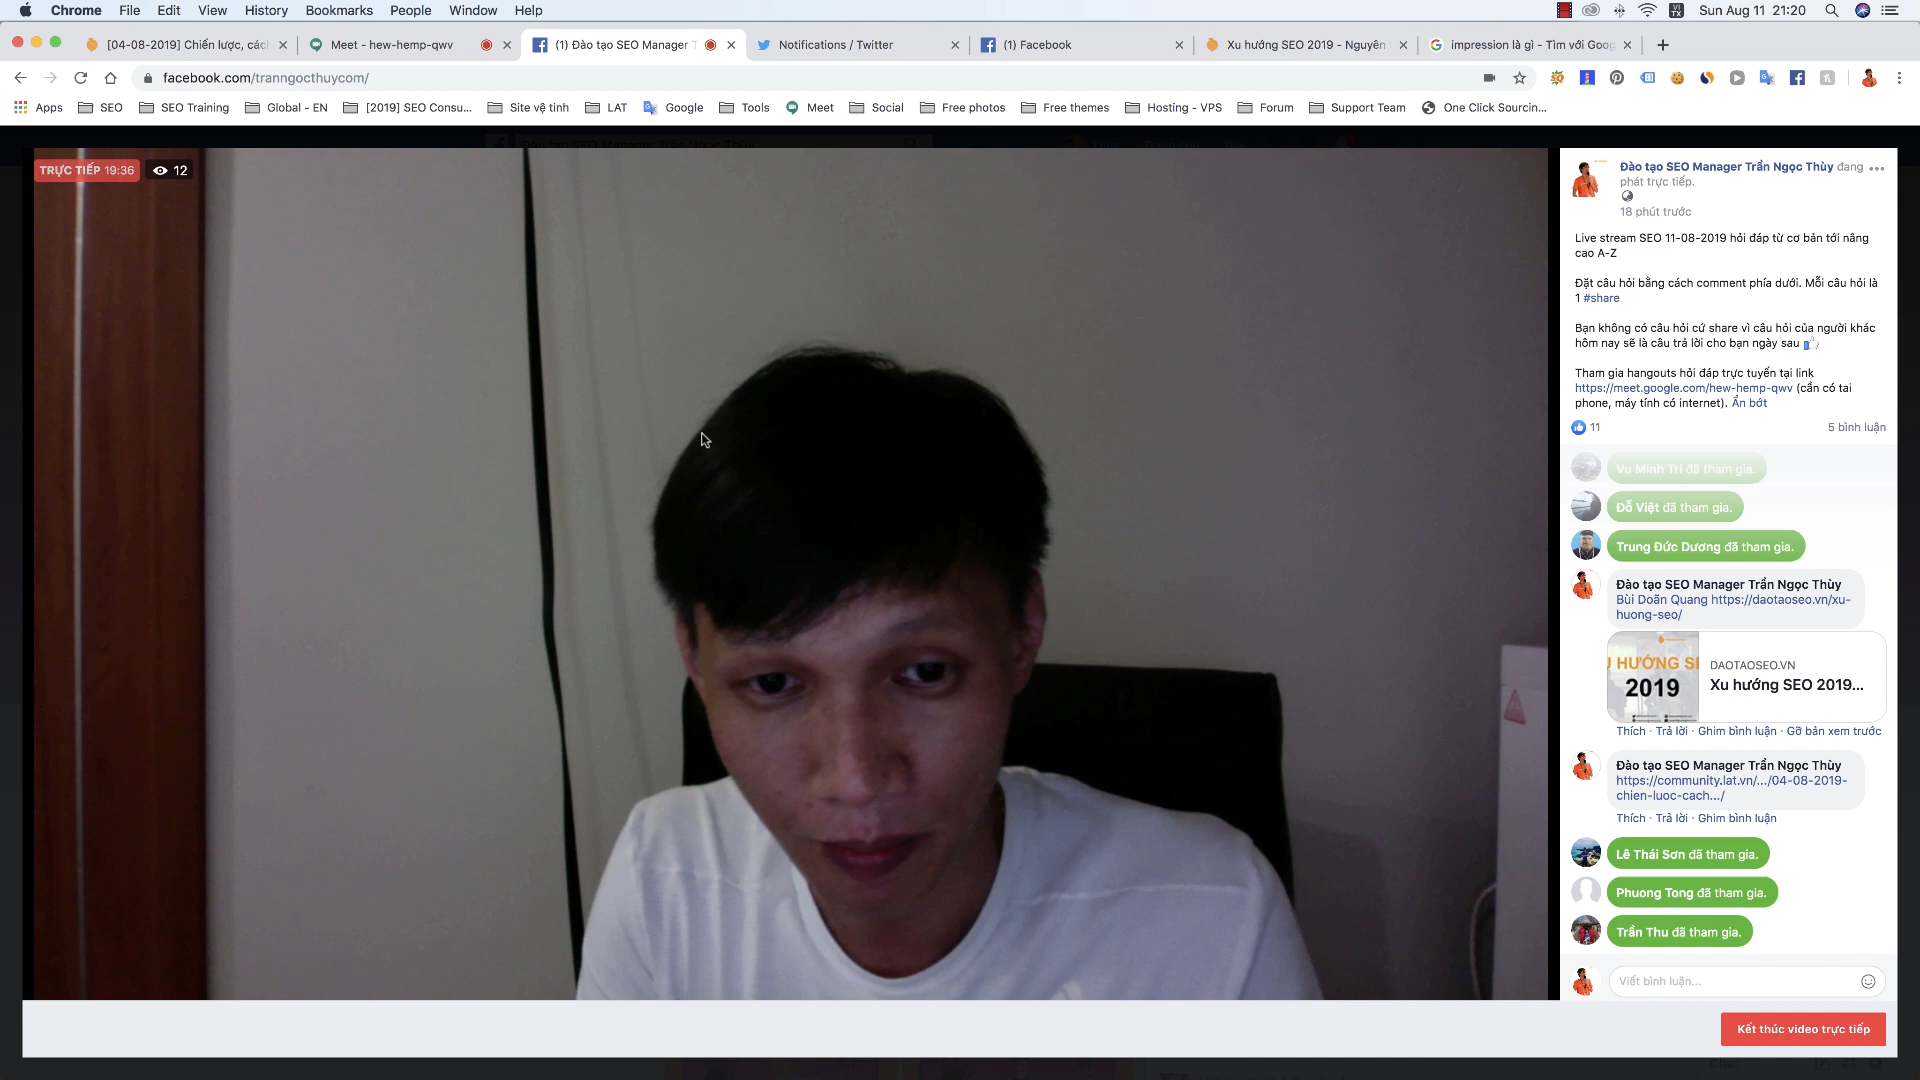 Chrome File Edit View History Bookmarks People Window Help
VI TX Sun Aug 11 21:20
[04-08-2019] Chiến lược, các
Meet - hew-hemp-qwv
(1) Đào tạo SEO Manager T
Notifications / Twitter
(1) Facebook
Xu hướng SEO 2019 - Nguyên
impression là gì - Tìm với Goog
facebook.com/tranngocthuycom/
Apps SEO SEO Training Global - EN [2019] SEO Consu... Site vệ tinh LAT Google Tools Meet Social Free photos Free themes Hosting - VPS Forum Support Team One Click Sourcin...
TRỰC TIẾP 19:36 12
Đào tạo SEO Manager Trần Ngọc Thùy đang
phát trực tiếp.
18 phút trước
Live stream SEO 11-08-2019 hỏi đáp từ cơ bản tới nâng
cao A-Z
Đặt câu hỏi bằng cách comment phía dưới. Mỗi câu hỏi là
1 #share
Bạn không có câu hỏi cứ share vì câu hỏi của người khác
hôm nay sẽ là câu trả lời cho bạn ngày sau
Tham gia hangouts hỏi đáp trực tuyến tại link
https://meet.google.com/hew-hemp-qwv (cần có tai
phone, máy tính có internet). Ẩn bớt
11 5 bình luận
Vu Minh Tri đã tham gia.
Đỗ Việt đã tham gia.
Trung Đức Dương đã tham gia.
Đào tạo SEO Manager Trần Ngọc Thùy
Bùi Doãn Quang https://daotaoseo.vn/xu-
huong-seo/
U HƯỚNG SE
2019
DAOTAOSEO.VN
Xu hướng SEO 2019...
Thích · Trả lời · Ghim bình luận · Gỡ bản xem trước
Đào tạo SEO Manager Trần Ngọc Thùy
https://community.lat.vn/.../04-08-2019-
chien-luoc-cach.../
Thích · Trả lời · Ghim bình luận
Lê Thái Sơn đã tham gia.
Phuong Tong đã tham gia.
Trần Thu đã tham gia.
Viết bình luận...
Kết thúc video trực tiếp